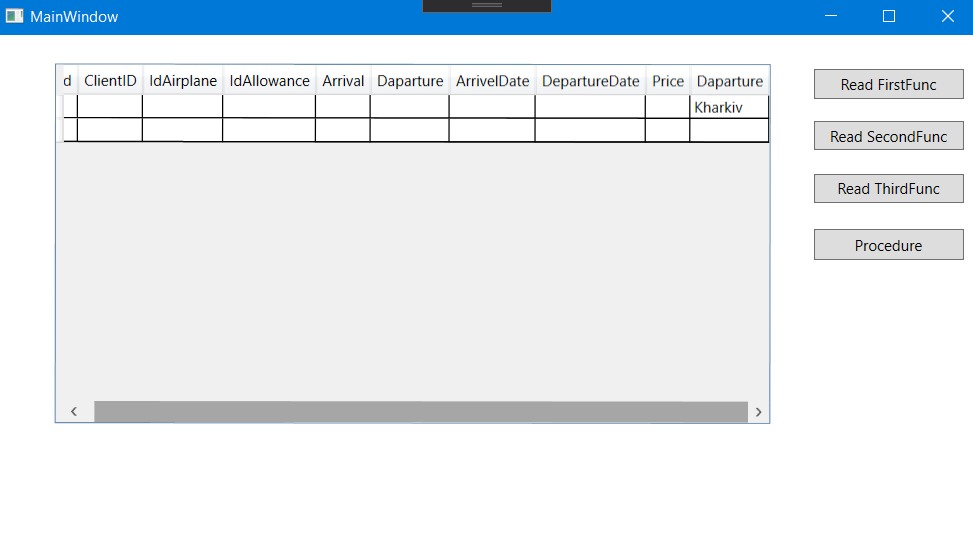 MainWindow
d ClientID IdAirplane IdAllowance Arrival Daparture ArrivelDate DepartureDate Price Daparture
Kharkiv
Read FirstFunc
Read SecondFunc
Read ThirdFunc
Procedure